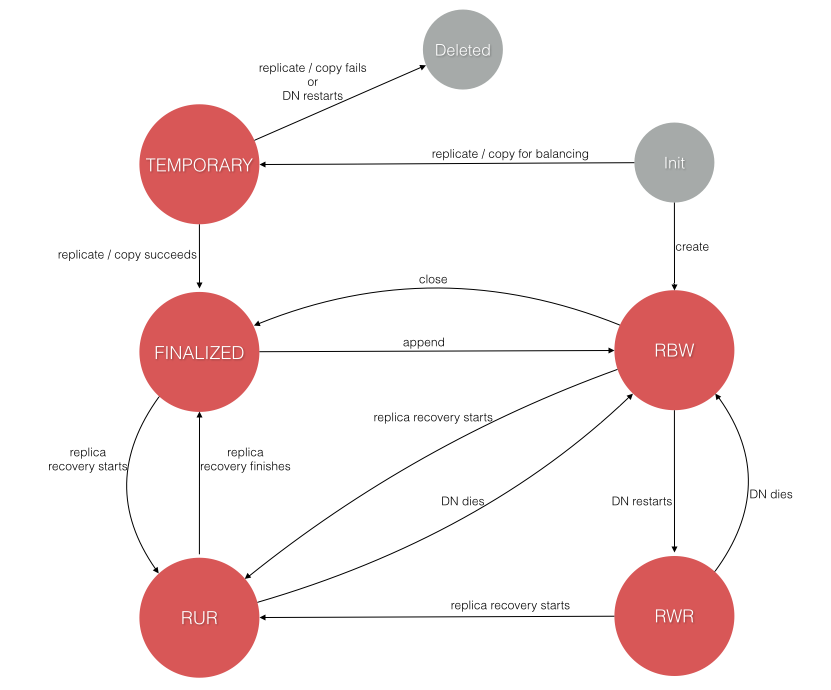 Deleted
replicate / copy fails
or
DN restarts
replicate / copy for balancing
TEMPORARY
Init
create
replicate / copy succeeds
close
FINALIZED
append
RBW
replica recovery starts
replica
recovery starts
replica
recovery finishes
DN dies
DN restarts
DN dies
replica recovery starts
RUR
RWR